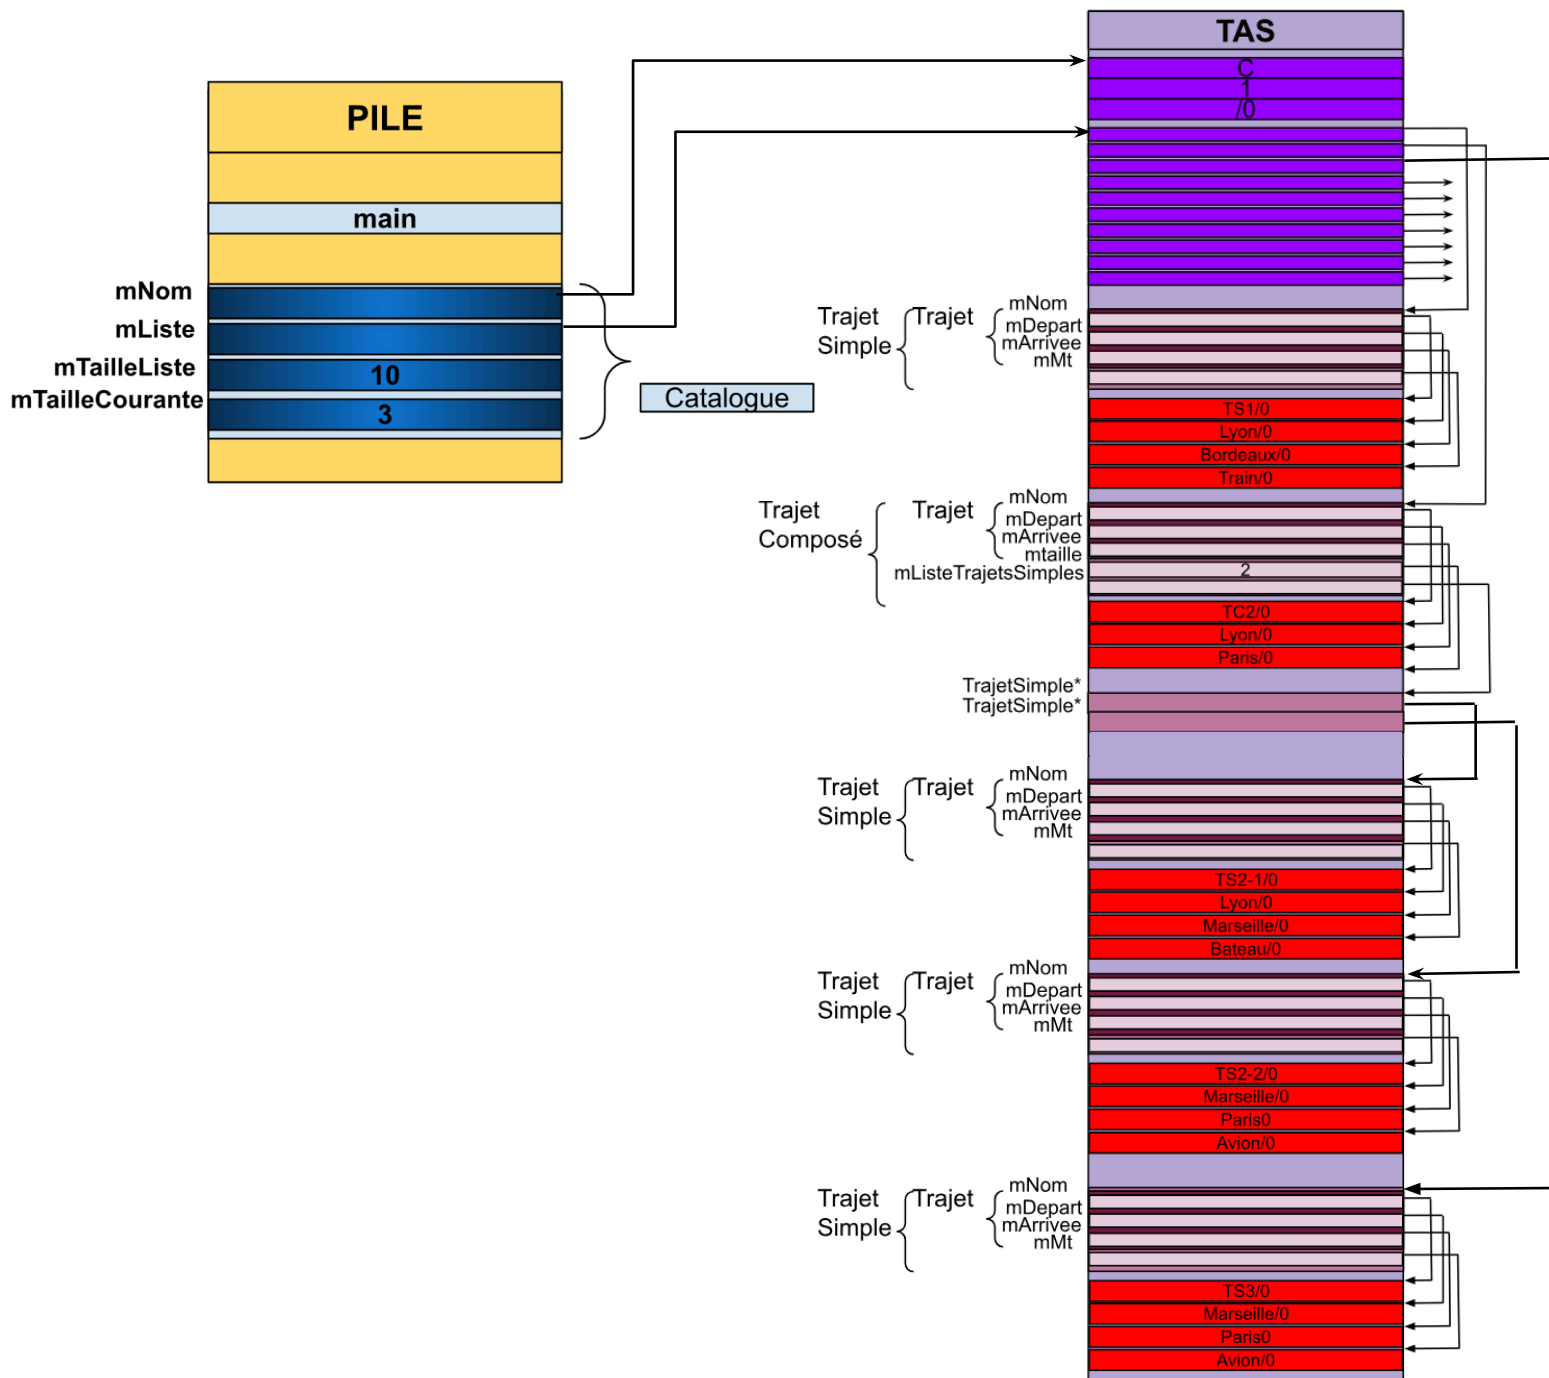 PILE
main
mNom
mListe
mTailleListe
10
mTailleCourante
3
Catalogue
TAS
C
1
/0
Trajet
Simple
Trajet
mNom
mDepart
mArrivee
mMt
TS1/0
Lyon/0
Bordeaux/0
Train/0
Trajet
Composé
Trajet
mNom
mDepart
mArrivee
mtaille
mListeTrajetsSimples
2
TC2/0
Lyon/0
Paris/0
TrajetSimple*
TrajetSimple*
Trajet
Simple
Trajet
mNom
mDepart
mArrivee
mMt
TS2-1/0
Lyon/0
Marseille/0
Bateau/0
Trajet
Simple
Trajet
mNom
mDepart
mArrivee
mMt
TS2-2/0
Marseille/0
Paris0
Avion/0
Trajet
Simple
Trajet
mNom
mDepart
mArrivee
mMt
TS3/0
Marseille/0
Paris0
Avion/0